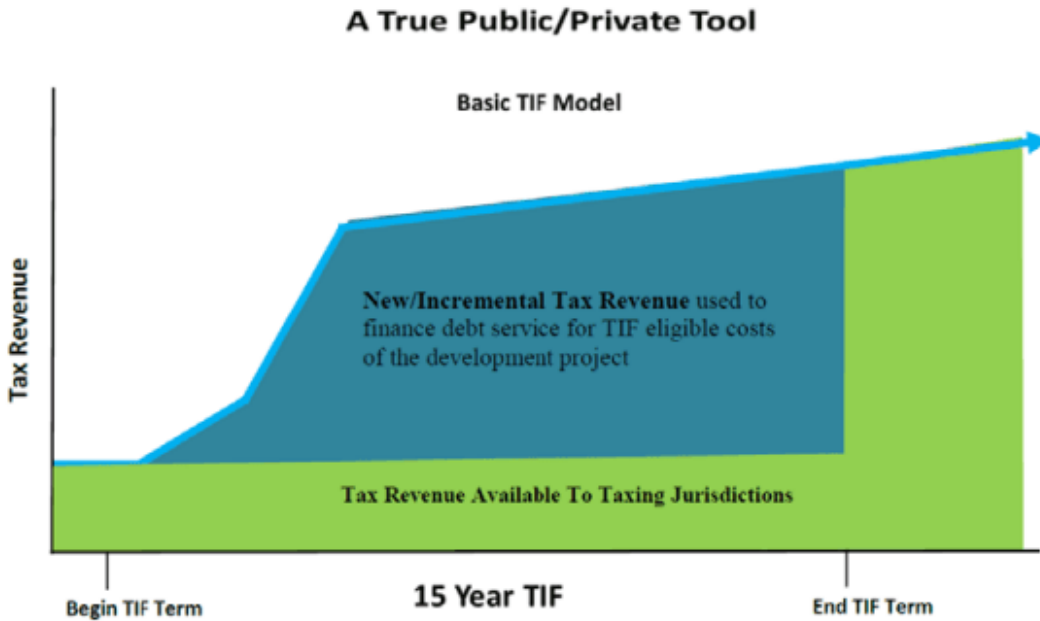 A True Public/Private Tool
Basic TIF Model
Tax Revenue
New/Incremental Tax Revenue used to
finance debt service for TIF eligible costs
of the development project
Tax Revenue Available To Taxing Jurisdictions
Begin TIF Term
15 Year TIF
End TIF Term